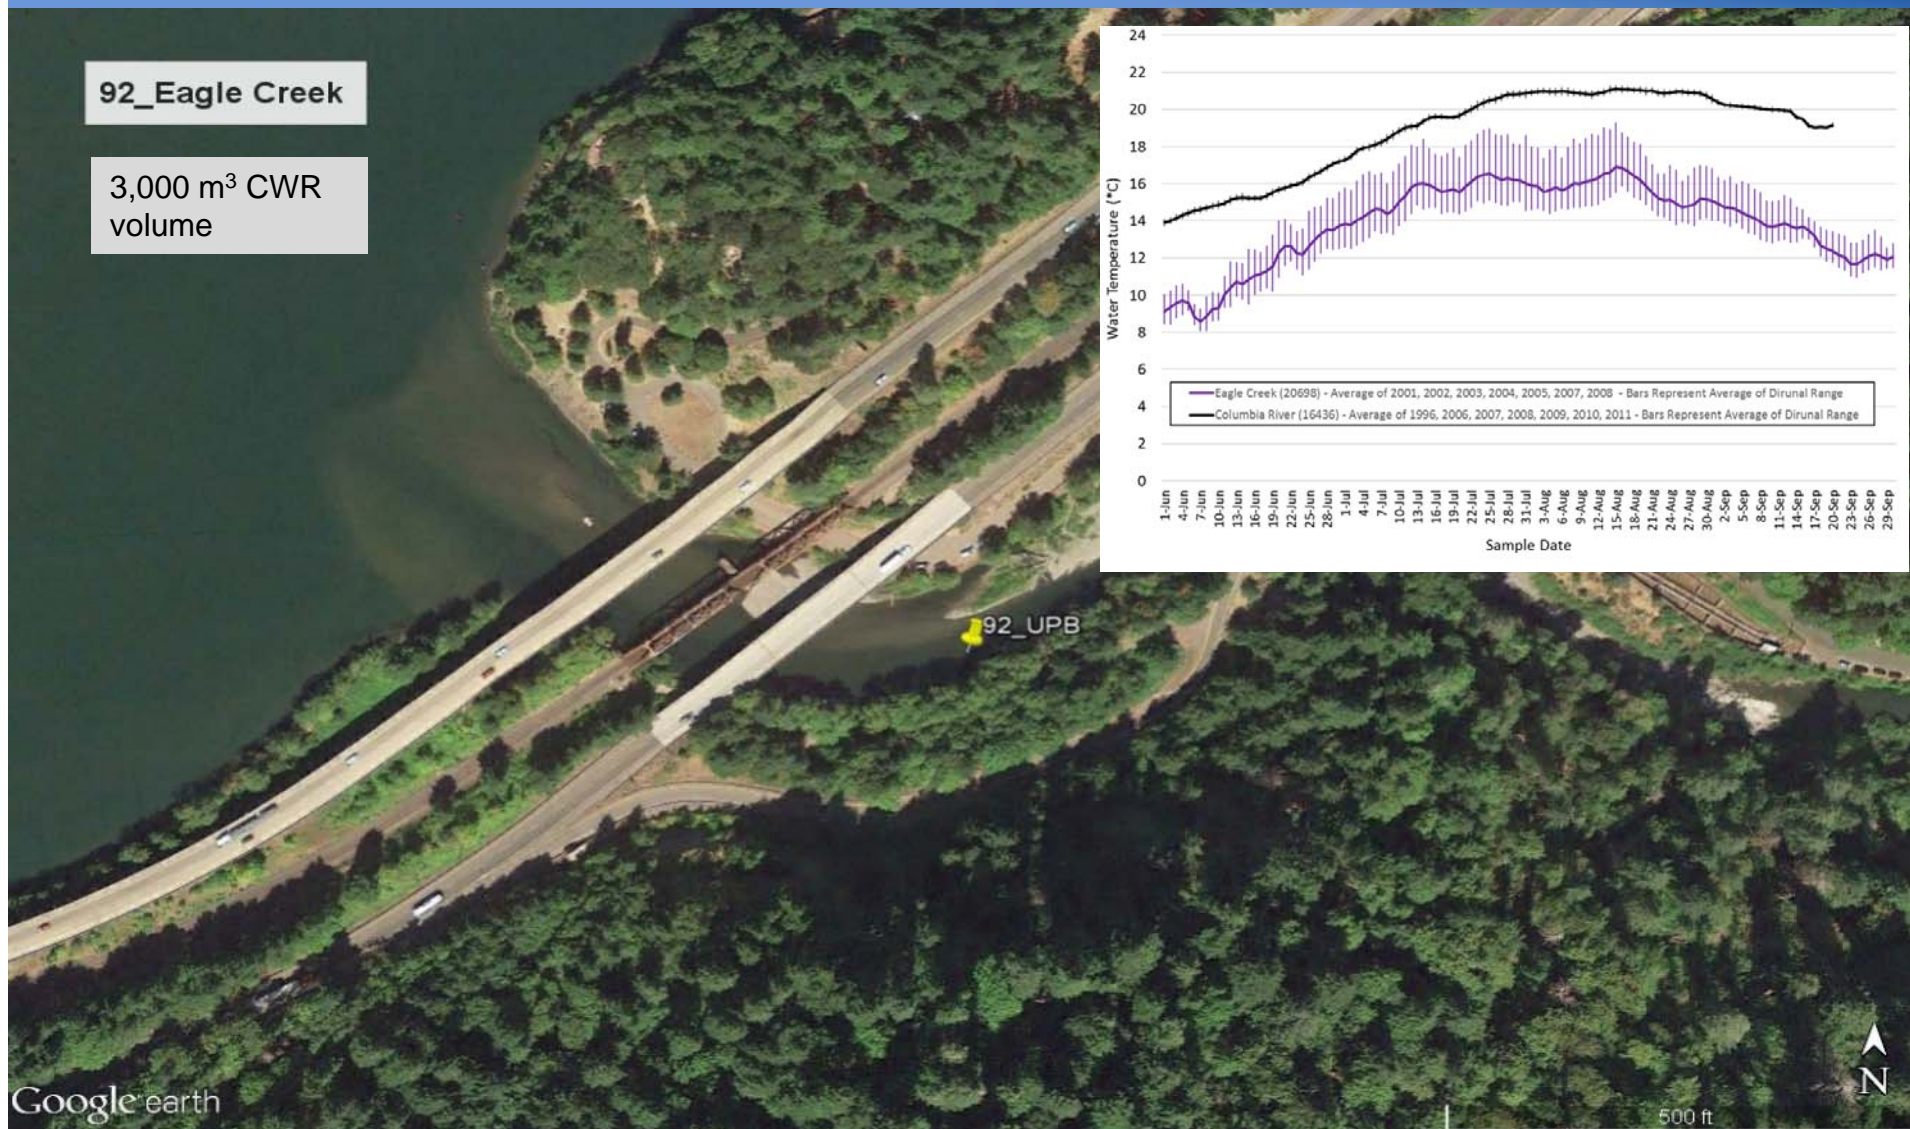 92_Eagle Creek
3,000 m³ CWR
volume
92_UPB
Google earth
N
500 ft
24
22
20
18
16
14
12
10
8
6
4
2
0
Water Temperature (°C)
Eagle Creek (20698) - Average of 2001, 2002, 2003, 2004, 2005, 2007, 2008 - Bars Represent Average of Dirunal Range
Columbia River (16436) - Average of 1996, 2006, 2007, 2008, 2009, 2010, 2011 - Bars Represent Average of Dirunal Range
1-Jun
4-Jun
7-Jun
10-Jun
13-Jun
16-Jun
19-Jun
22-Jun
25-Jun
28-Jun
1-Jul
4-Jul
7-Jul
10-Jul
13-Jul
16-Jul
19-Jul
22-Jul
25-Jul
28-Jul
31-Jul
3-Aug
6-Aug
9-Aug
12-Aug
15-Aug
18-Aug
21-Aug
24-Aug
27-Aug
30-Aug
2-Sep
5-Sep
8-Sep
11-Sep
14-Sep
17-Sep
20-Sep
23-Sep
26-Sep
29-Sep
Sample Date